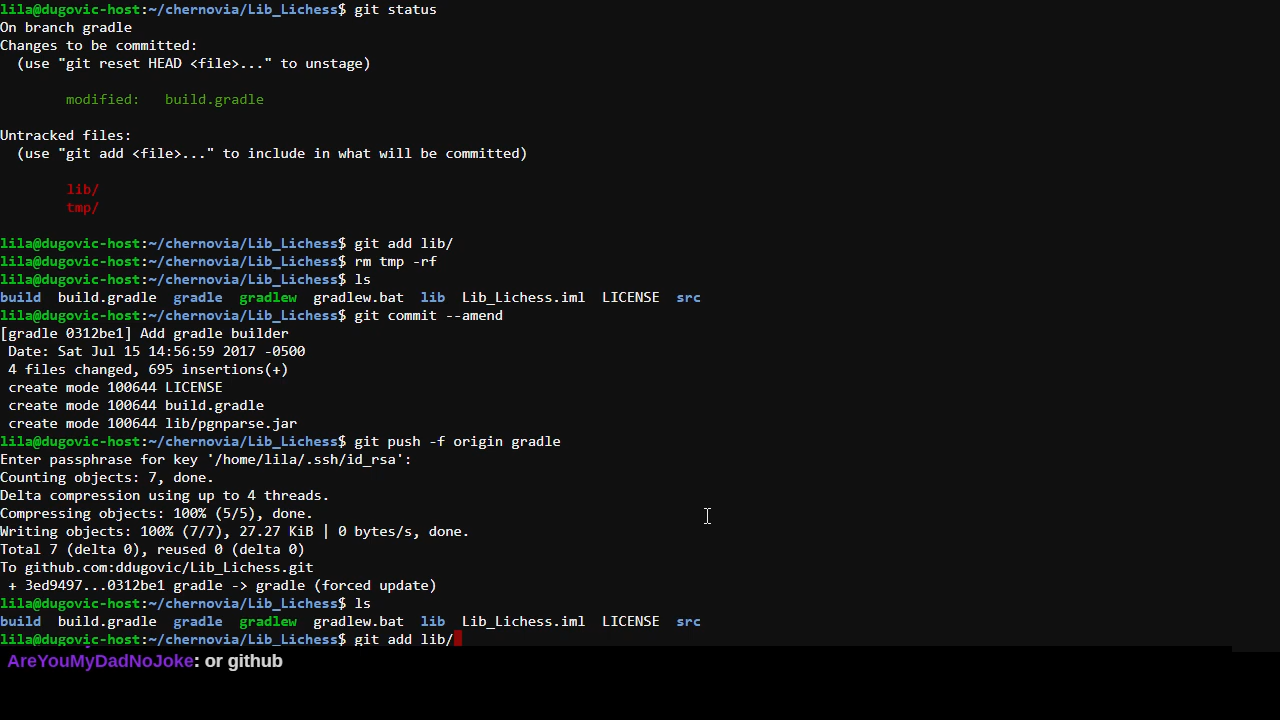 lila@dugovic-host:~/chernovia/Lib_Lichess$ git status
On branch gradle
Changes to be committed:
  (use "git reset HEAD <file>..." to unstage)
        modified:   build.gradle
Untracked files:
  (use "git add <file>..." to include in what will be committed)
        lib/
        tmp/
lila@dugovic-host:~/chernovia/Lib_Lichess$ git add lib/
lila@dugovic-host:~/chernovia/Lib_Lichess$ rm tmp -rf
lila@dugovic-host:~/chernovia/Lib_Lichess$ ls
build  build.gradle  gradle  gradlew  gradlew.bat  lib  Lib_Lichess.iml  LICENSE  src
lila@dugovic-host:~/chernovia/Lib_Lichess$ git commit --amend
[gradle 0312be1] Add gradle builder
 Date: Sat Jul 15 14:56:59 2017 -0500
 4 files changed, 695 insertions(+)
 create mode 100644 LICENSE
 create mode 100644 build.gradle
 create mode 100644 lib/pgnparse.jar
lila@dugovic-host:~/chernovia/Lib_Lichess$ git push -f origin gradle
Enter passphrase for key '/home/lila/.ssh/id_rsa':
Counting objects: 7, done.
Delta compression using up to 4 threads.
Compressing objects: 100% (5/5), done.
Writing objects: 100% (7/7), 27.27 KiB | 0 bytes/s, done.
Total 7 (delta 0), reused 0 (delta 0)
To github.com:ddugovic/Lib_Lichess.git
 + 3ed9497...0312be1 gradle -> gradle (forced update)
lila@dugovic-host:~/chernovia/Lib_Lichess$ ls
build  build.gradle  gradle  gradlew  gradlew.bat  lib  Lib_Lichess.iml  LICENSE  src
lila@dugovic-host:~/chernovia/Lib_Lichess$ git add lib/
AreYouMyDadNoJoke: or github